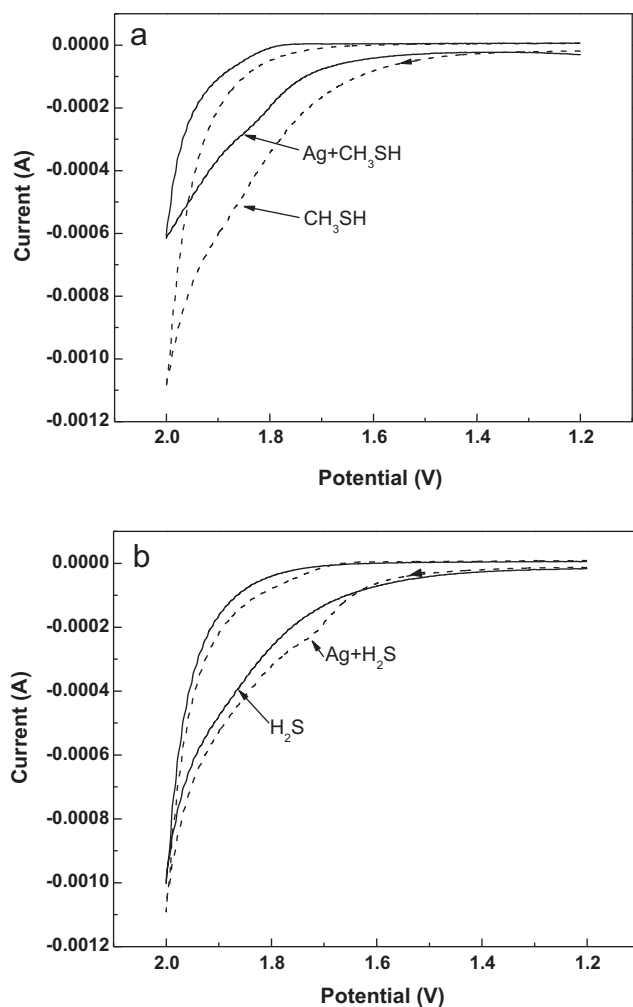 a
0.0000
-0.0002
-0.0004
-0.0006
-0.0008
-0.0010
-0.0012
Current (A)
Ag+CH₃SH
CH₃SH
2.0 1.8 1.6 1.4 1.2
Potential (V)
b
0.0000
-0.0002
-0.0004
-0.0006
-0.0008
-0.0010
-0.0012
Current (A)
Ag+H₂S
H₂S
2.0 1.8 1.6 1.4 1.2
Potential (V)